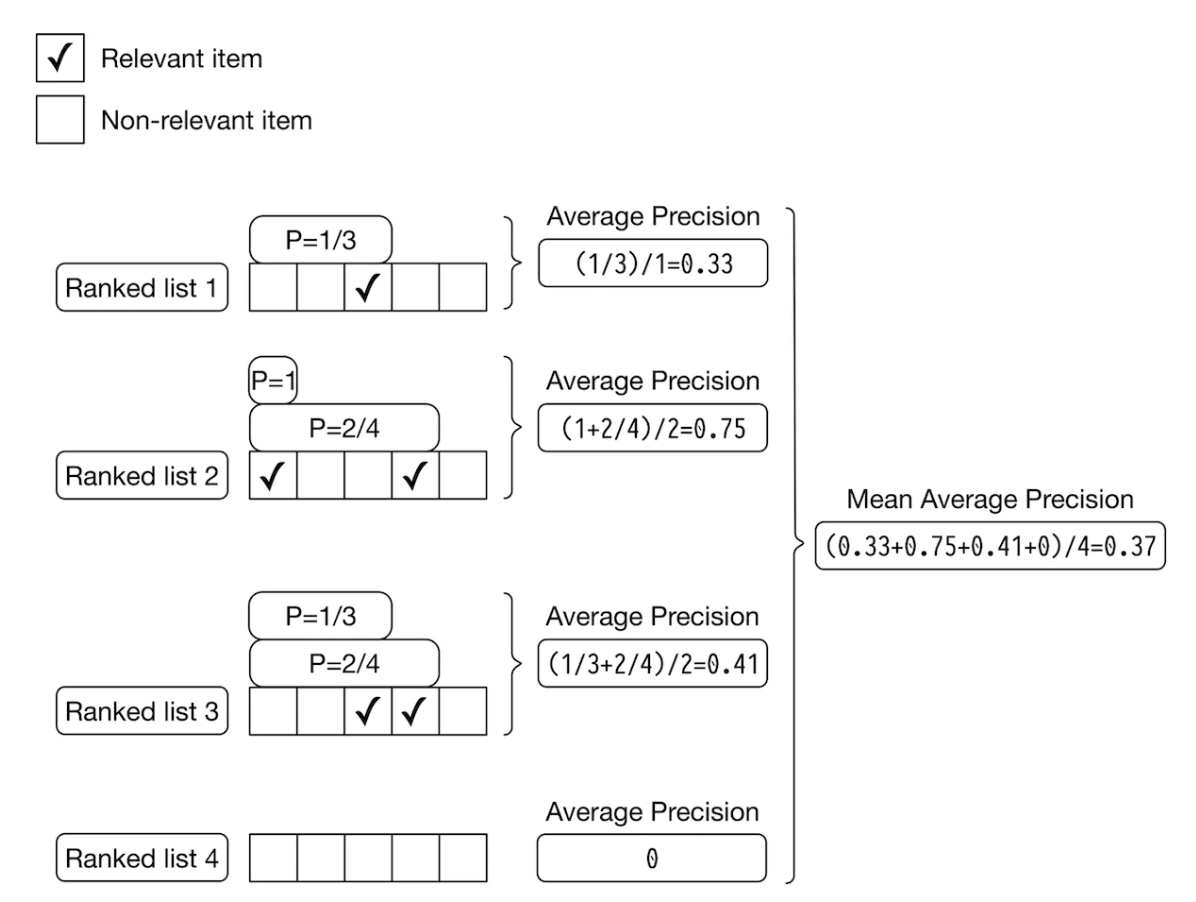 ✓ Relevant item
Non-relevant item
Average Precision
P=1/3
(1/3)/1=0.33
Ranked list 1
✓
P=1
Average Precision
P=2/4
(1+2/4)/2=0.75
Ranked list 2
✓ ✓
Mean Average Precision
(0.33+0.75+0.41+0)/4=0.37
P=1/3
Average Precision
P=2/4
(1/3+2/4)/2=0.41
Ranked list 3
✓ ✓
Average Precision
Ranked list 4
0